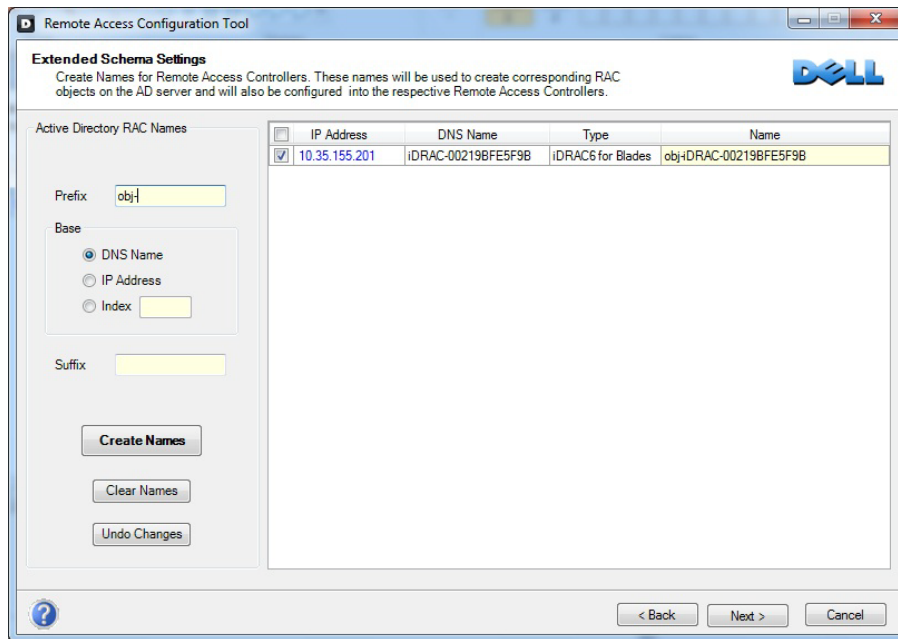 Remote Access Configuration Tool
Extended Schema Settings
Create Names for Remote Access Controllers. These names will be used to create corresponding RAC
objects on the AD server and will also be configured into the respective Remote Access Controllers.
DELL
Active Directory RAC Names
Prefix obj-
Base
DNS Name
IP Address
Index
Suffix
Create Names
Clear Names
Undo Changes
IP Address DNS Name Type Name
10.35.155.201 iDRAC-00219BFE5F9B iDRAC6 for Blades obj-iDRAC-00219BFE5F9B
< Back Next > Cancel